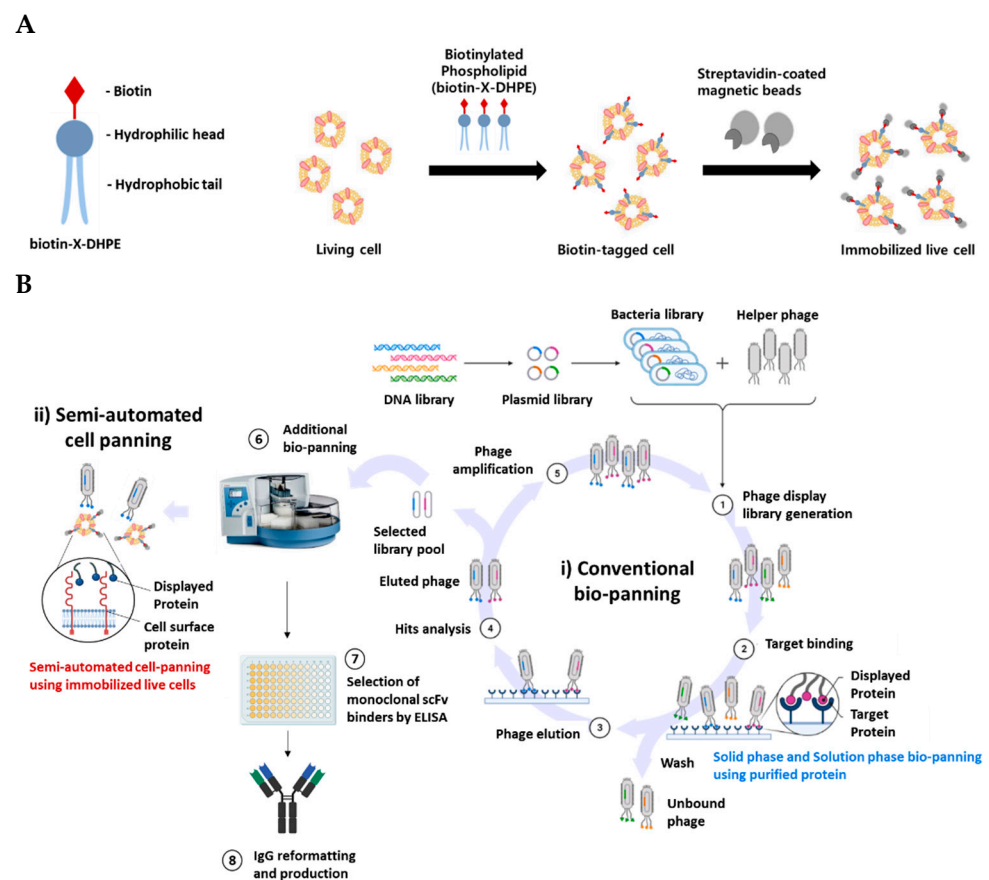 A
- Biotin
- Hydrophilic head
- Hydrophobic tail
biotin-X-DHPE
Living cell
Biotinylated
Phospholipid
(biotin-X-DHPE)
Biotin-tagged cell
Streptavidin-coated
magnetic beads
Immobilized live cell
B
DNA library
Plasmid library
Bacteria library
+
Helper phage
ii) Semi-automated
cell panning
6
Additional
bio-panning
Displayed
Protein
Cell surface
protein
Semi-automated cell-panning
using immobilized live cells
Selected
library pool
Phage
amplification
5
1
Phage display
library generation
i) Conventional
bio-panning
Eluted phage
Hits analysis
4
2
Target binding
Displayed
Protein
Target
Protein
Solid phase and Solution phase bio-panning
using purified protein
Phage elution
3
Wash
Unbound
phage
7
Selection of
monoclonal scFv
binders by ELISA
8
IgG reformatting
and production